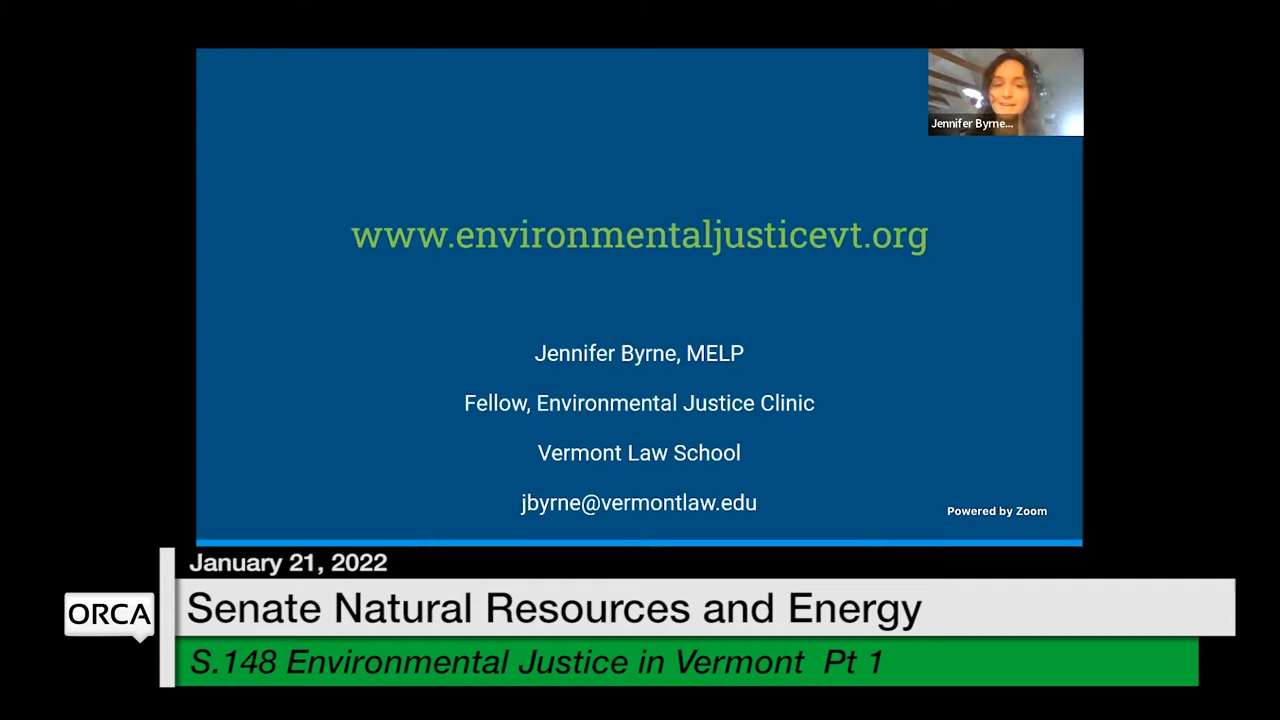 Jennifer Byrne...
www.environmentaljusticevt.org
Jennifer Byrne, MELP
Fellow, Environmental Justice Clinic
Vermont Law School
jbyrne@vermontlaw.edu
Powered by Zoom
January 21, 2022
ORCA
Senate Natural Resources and Energy
S.148 Environmental Justice in Vermont Pt 1